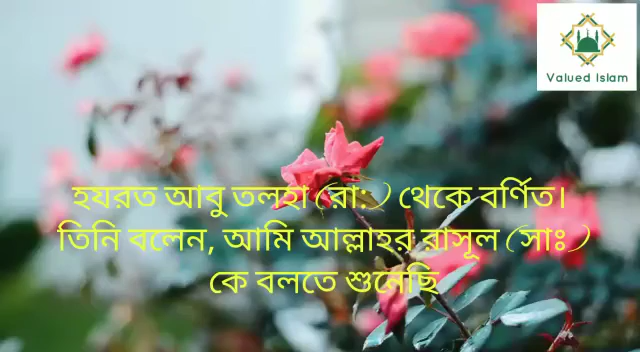 Valued Islam
হযরত আবু তলহা (রা:) থেকে বর্ণিত।
তিনি বলেন, আমি আল্লাহর রাসূল (সাঃ)
কে বলতে শুনেছি